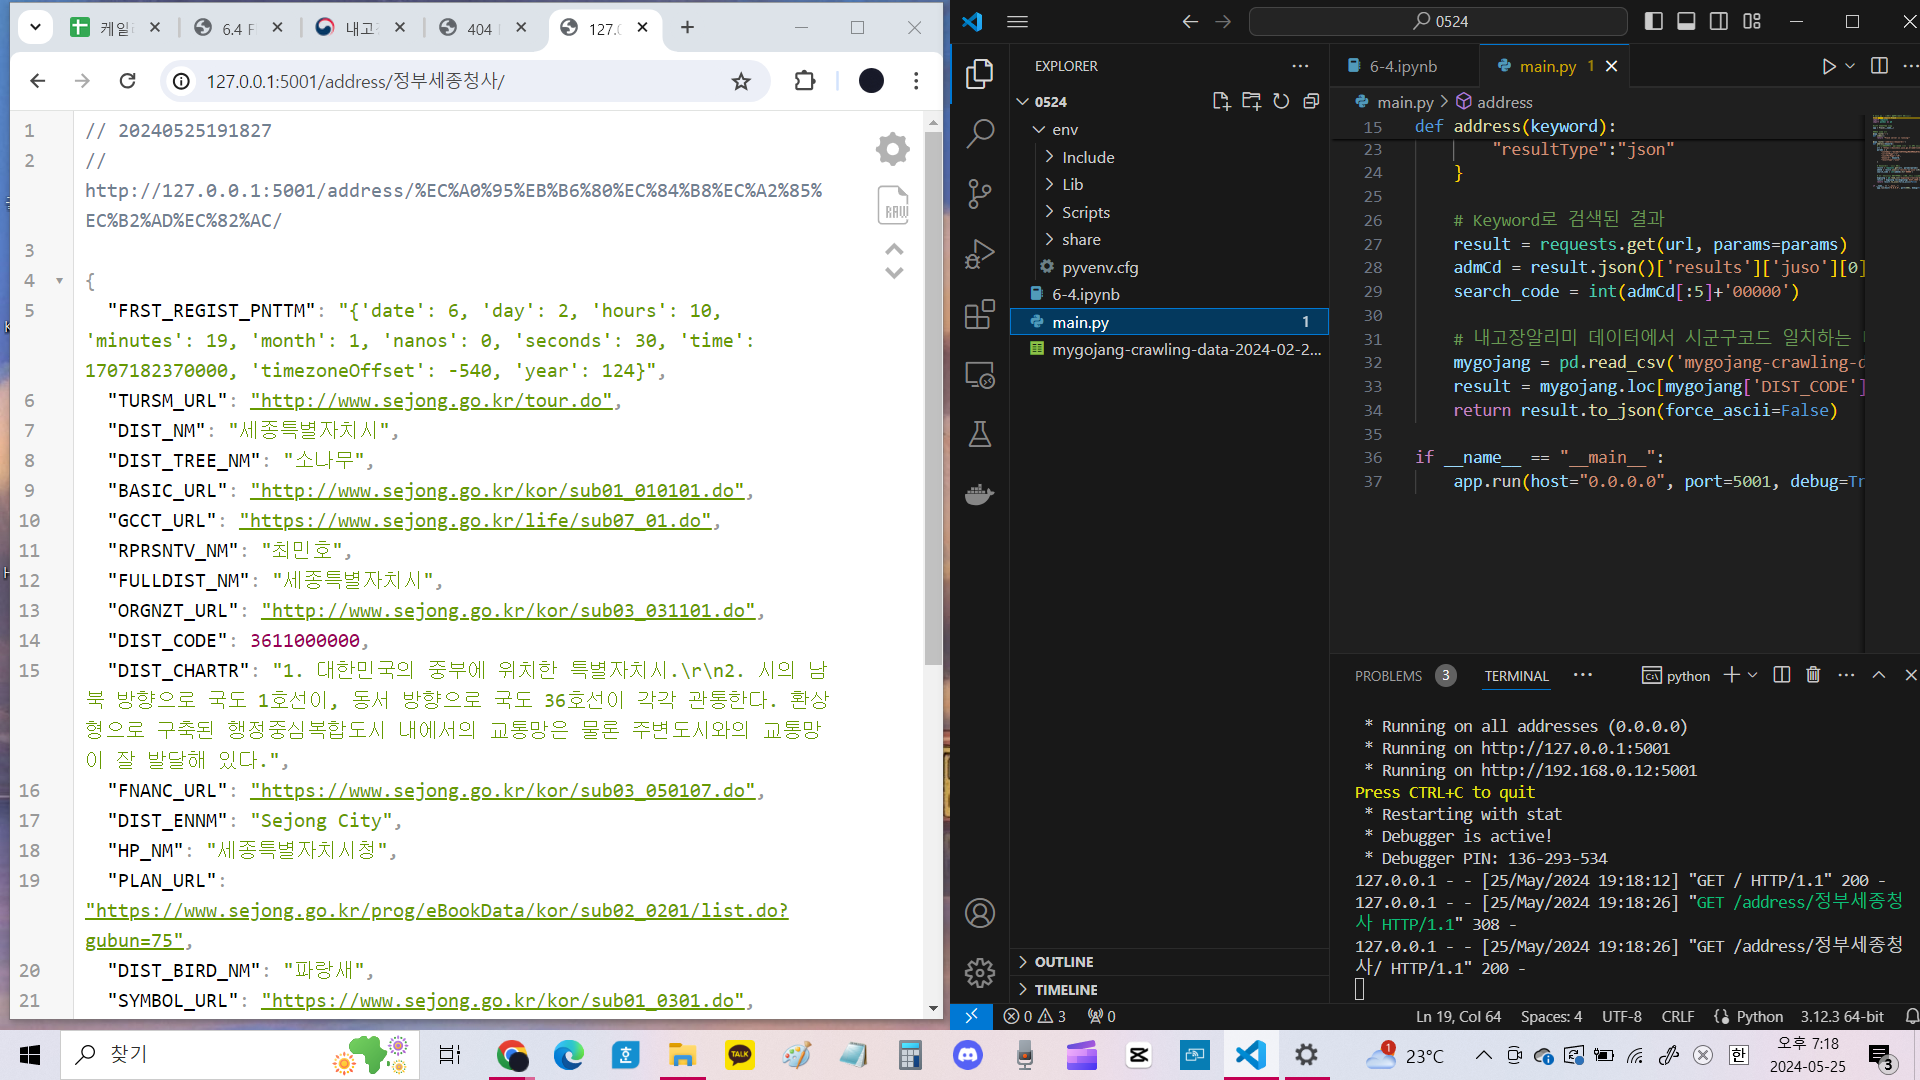 케일
6.4 F
내고
404
127.0
127.0.0.1:5001/address/정부세종청사/
1 // 20240525191827
2 //
http://127.0.0.1:5001/address/%EC%A0%95%EB%B6%80%EC%84%B8%EC%A2%85%
EC%B2%AD%EC%82%AC/
RAW
3
4 {
5 "FRST_REGIST_PNTTM": "{'date': 6, 'day': 2, 'hours': 10,
'minutes': 19, 'month': 1, 'nanos': 0, 'seconds': 30, 'time':
1707182370000, 'timezoneOffset': -540, 'year': 124}",
6 "TURSM_URL": "http://www.sejong.go.kr/tour.do",
7 "DIST_NM": "세종특별자치시",
8 "DIST_TREE_NM": "소나무",
9 "BASIC_URL": "http://www.sejong.go.kr/kor/sub01_010101.do",
10 "GCCT_URL": "https://www.sejong.go.kr/life/sub07_01.do",
11 "RPRSNTV_NM": "최민호",
12 "FULLDIST_NM": "세종특별자치시",
13 "ORGNZT_URL": "http://www.sejong.go.kr/kor/sub03_031101.do",
14 "DIST_CODE": 3611000000,
15 "DIST_CHARTR": "1. 대한민국의 중부에 위치한 특별자치시.\r\n2. 시의 남
북 방향으로 국도 1호선이, 동서 방향으로 국도 36호선이 각각 관통한다. 환상
형으로 구축된 행정중심복합도시 내에서의 교통망은 물론 주변도시와의 교통망
이 잘 발달해 있다.",
16 "FNANC_URL": "https://www.sejong.go.kr/kor/sub03_050107.do",
17 "DIST_ENNM": "Sejong City",
18 "HP_NM": "세종특별자치시청",
19 "PLAN_URL":
"https://www.sejong.go.kr/prog/eBookData/kor/sub02_0201/list.do?
gubun=75",
20 "DIST_BIRD_NM": "파랑새",
21 "SYMBOL_URL": "https://www.sejong.go.kr/kor/sub01_0301.do",
0524
EXPLORER
0524
env
Include
Lib
Scripts
share
pyvenv.cfg
6-4.ipynb
main.py 1
mygojang-crawling-data-2024-02-2...
OUTLINE
TIMELINE
6-4.ipynb
main.py 1
main.py > address
15 def address(keyword):
23 "resultType":"json"
24 }
25
26 # Keyword로 검색된 결과
27 result = requests.get(url, params=params)
28 admCd = result.json()['results']['juso'][0]
29 search_code = int(admCd[:5]+'00000')
30
31 # 내고장알리미 데이터에서 시군구코드 일치하는
32 mygojang = pd.read_csv('mygojang-crawling-d
33 result = mygojang.loc[mygojang['DIST_CODE']
34 return result.to_json(force_ascii=False)
35
36 if __name__ == "__main__":
37 app.run(host="0.0.0.0", port=5001, debug=Tr
PROBLEMS 3 TERMINAL
python
* Running on all addresses (0.0.0.0)
* Running on http://127.0.0.1:5001
* Running on http://192.168.0.12:5001
Press CTRL+C to quit
* Restarting with stat
* Debugger is active!
* Debugger PIN: 136-293-534
127.0.0.1 - - [25/May/2024 19:18:12] "GET / HTTP/1.1" 200 -
127.0.0.1 - - [25/May/2024 19:18:26] "GET /address/정부세종청
사 HTTP/1.1" 308 -
127.0.0.1 - - [25/May/2024 19:18:26] "GET /address/정부세종청
사/ HTTP/1.1" 200 -
0 3 0
Ln 19, Col 64 Spaces: 4 UTF-8 CRLF Python 3.12.3 64-bit
찾기
TALK
1
23°C
한
오후 7:18
2024-05-25
3